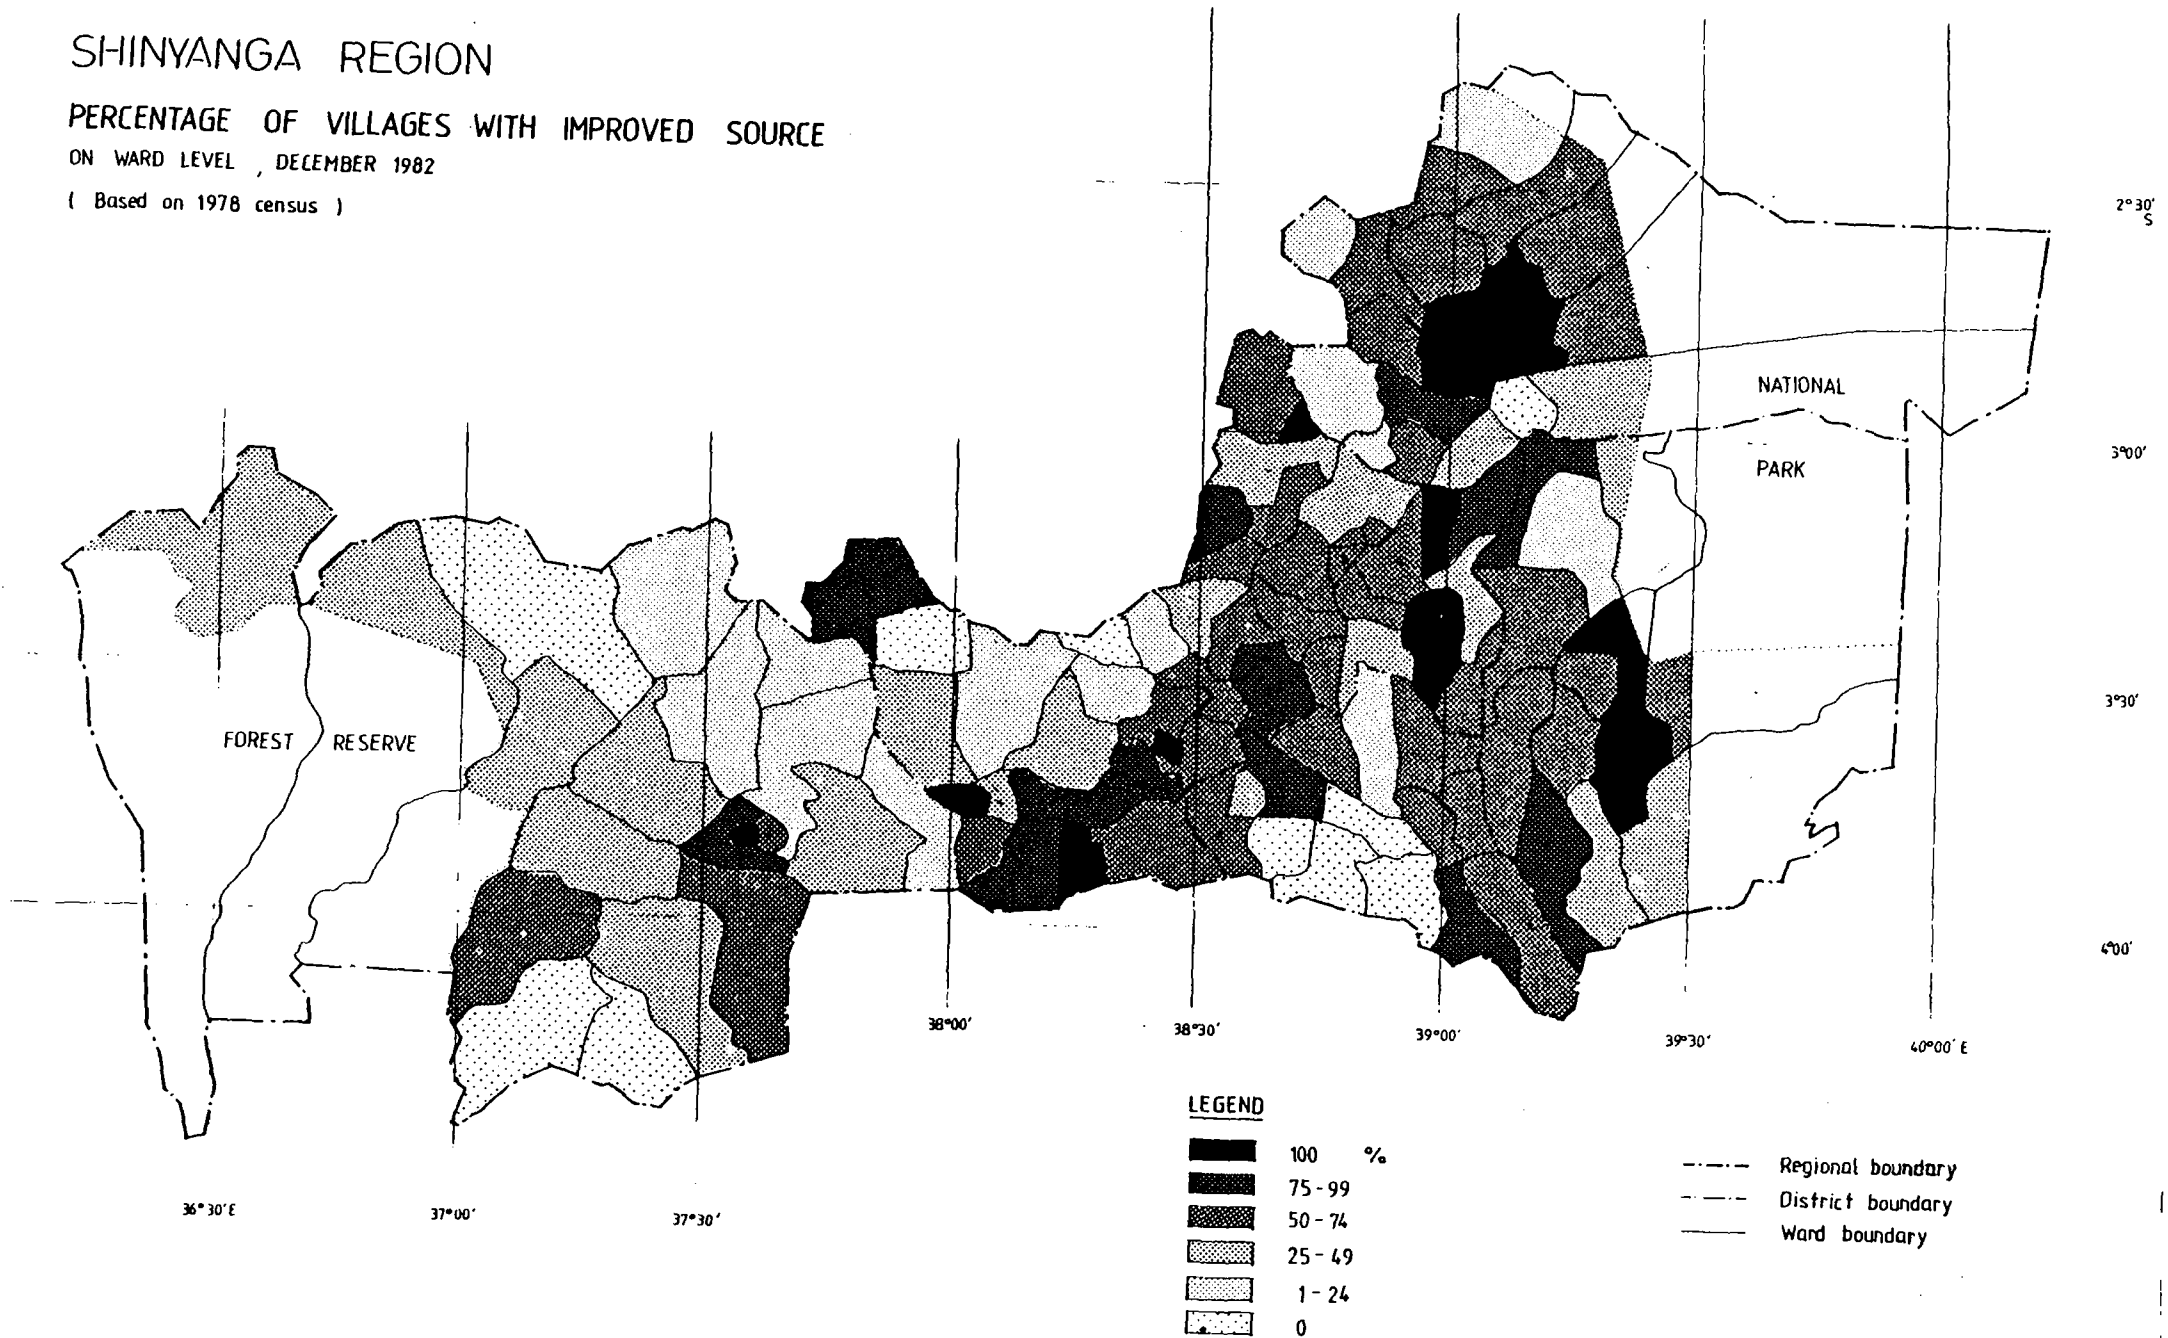 SHINYANGA REGION
PERCENTAGE OF VILLAGES WITH IMPROVED SOURCE
ON WARD LEVEL , DECEMBER 1982
( Based on 1978 census )
2°30'
S
NATIONAL
3°00'
PARK
3°30'
FOREST RESERVE
4°00'
38°00'
38°30'
39°00'
39°30'
40°00' E
LEGEND
100 %
75-99
50-74
25-49
1-24
0
Regional boundary
District boundary
Ward boundary
36°30'E
37°00'
37°30'